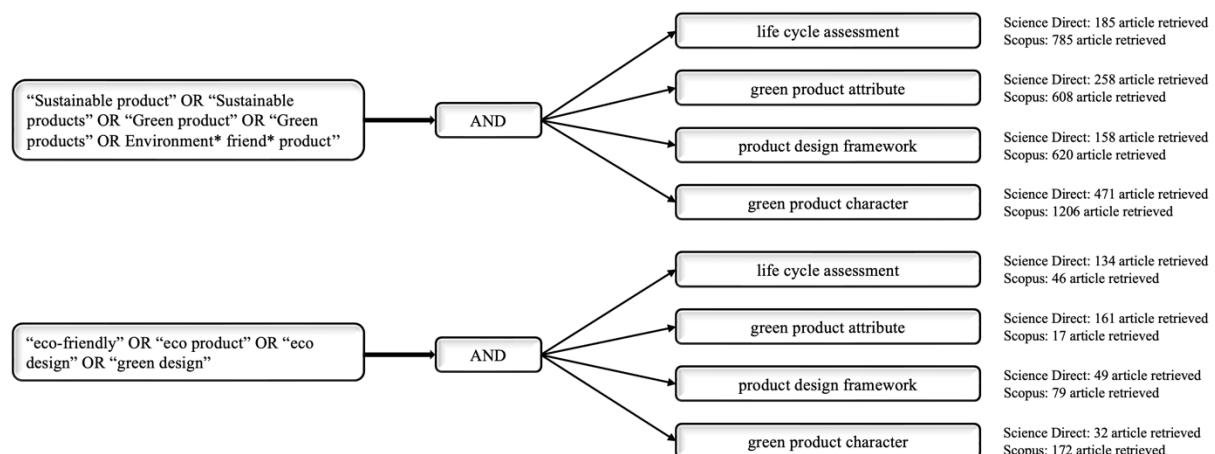 life cycle assessment
Science Direct: 185 article retrieved
Scopus: 785 article retrieved
“Sustainable product” OR “Sustainable
products” OR “Green product” OR “Green
products” OR Environment* friend* product”
AND
green product attribute
Science Direct: 258 article retrieved
Scopus: 608 article retrieved
product design framework
Science Direct: 158 article retrieved
Scopus: 620 article retrieved
green product character
Science Direct: 471 article retrieved
Scopus: 1206 article retrieved
life cycle assessment
Science Direct: 134 article retrieved
Scopus: 46 article retrieved
“eco-friendly” OR “eco product” OR “eco
design” OR “green design”
AND
green product attribute
Science Direct: 161 article retrieved
Scopus: 17 article retrieved
product design framework
Science Direct: 49 article retrieved
Scopus: 79 article retrieved
green product character
Science Direct: 32 article retrieved
Scopus: 172 article retrieved